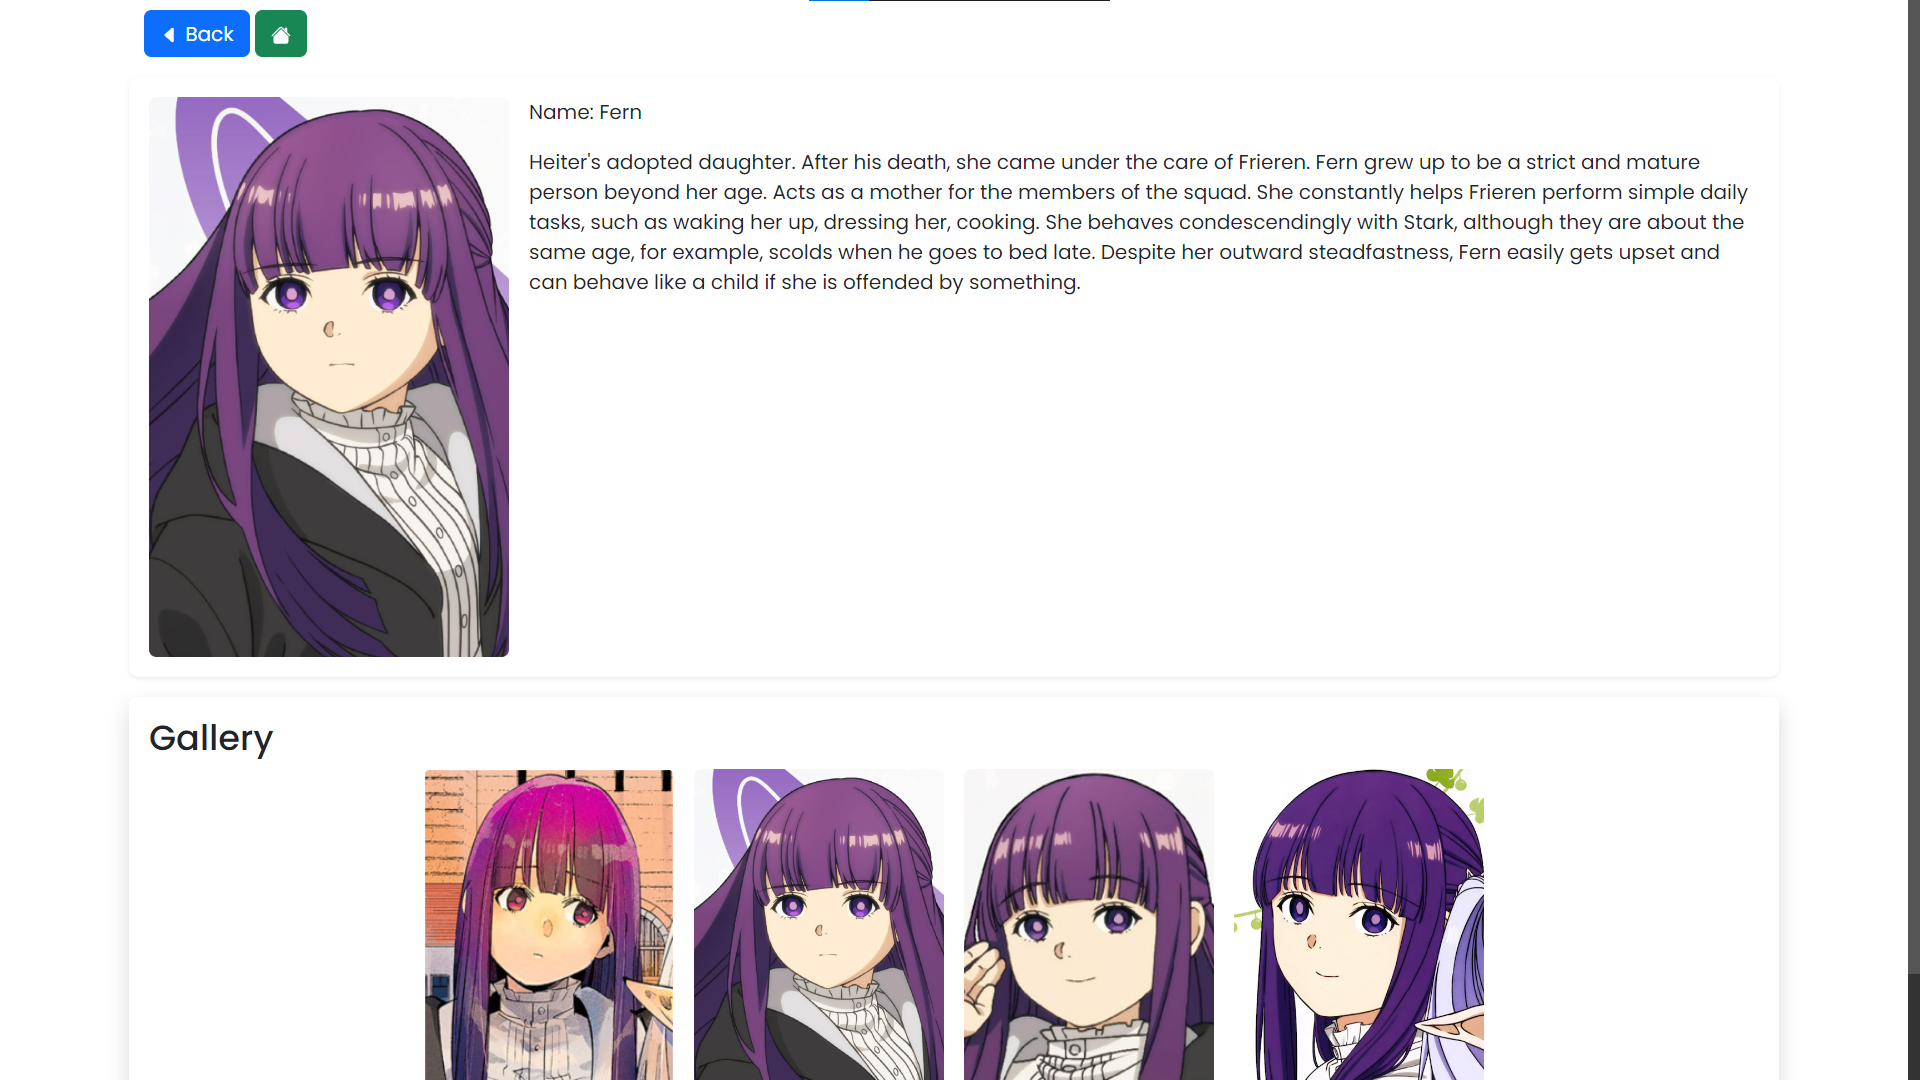 Back
Name: Fern
Heiter's adopted daughter. After his death, she came under the care of Frieren. Fern grew up to be a strict and mature
person beyond her age. Acts as a mother for the members of the squad. She constantly helps Frieren perform simple daily
tasks, such as waking her up, dressing her, cooking. She behaves condescendingly with Stark, although they are about the
same age, for example, scolds when he goes to bed late. Despite her outward steadfastness, Fern easily gets upset and
can behave like a child if she is offended by something.
Gallery